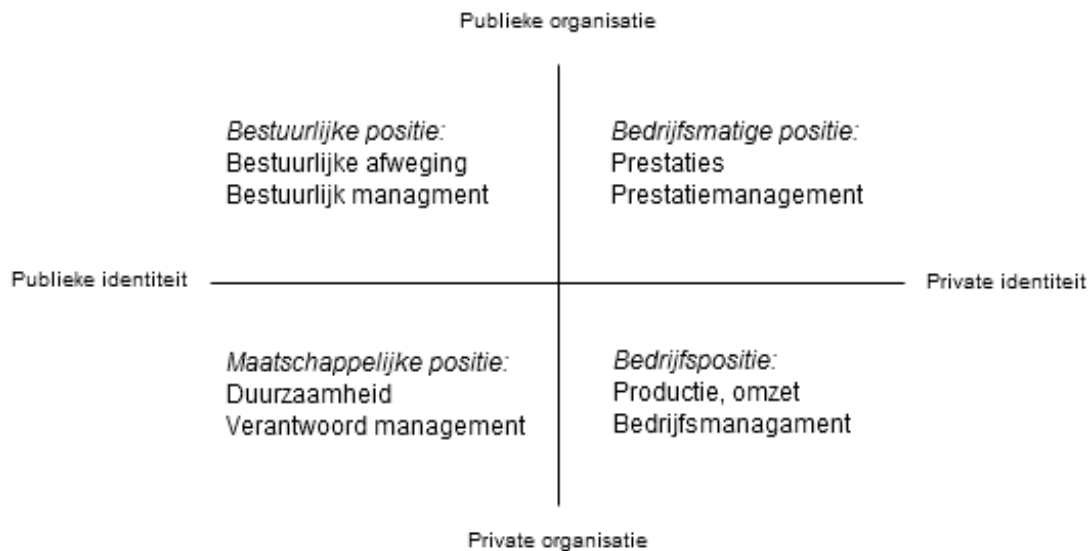 Publieke organisatie
Bestuurlijke positie:
Bestuurlijke afweging
Bestuurlijk managment
Bedrijfsmatige positie:
Prestaties
Prestatiemanagement
Publieke identiteit
Private identiteit
Maatschappelijke positie:
Duurzaamheid
Verantwoord management
Bedrijfspositie:
Productie, omzet
Bedrijfsmanagament
Private organisatie